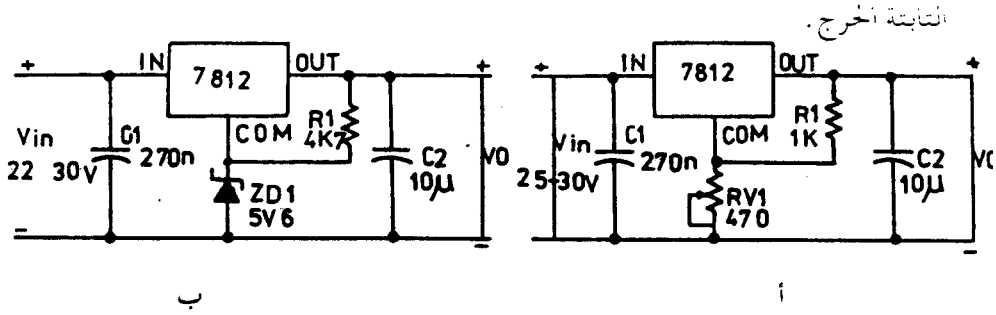 الثابتة الحرج.
+ IN 7812 OUT +
Vin
22 30V
C1
270n
COM
R1
4K7
C2
10μ
VO
ZD1
5V6
-
-
ب
+ IN 7812 OUT +
Vin
25-30V
C1
270n
COM
R1
1K
C2
10μ
VO
RV1
470
-
أ